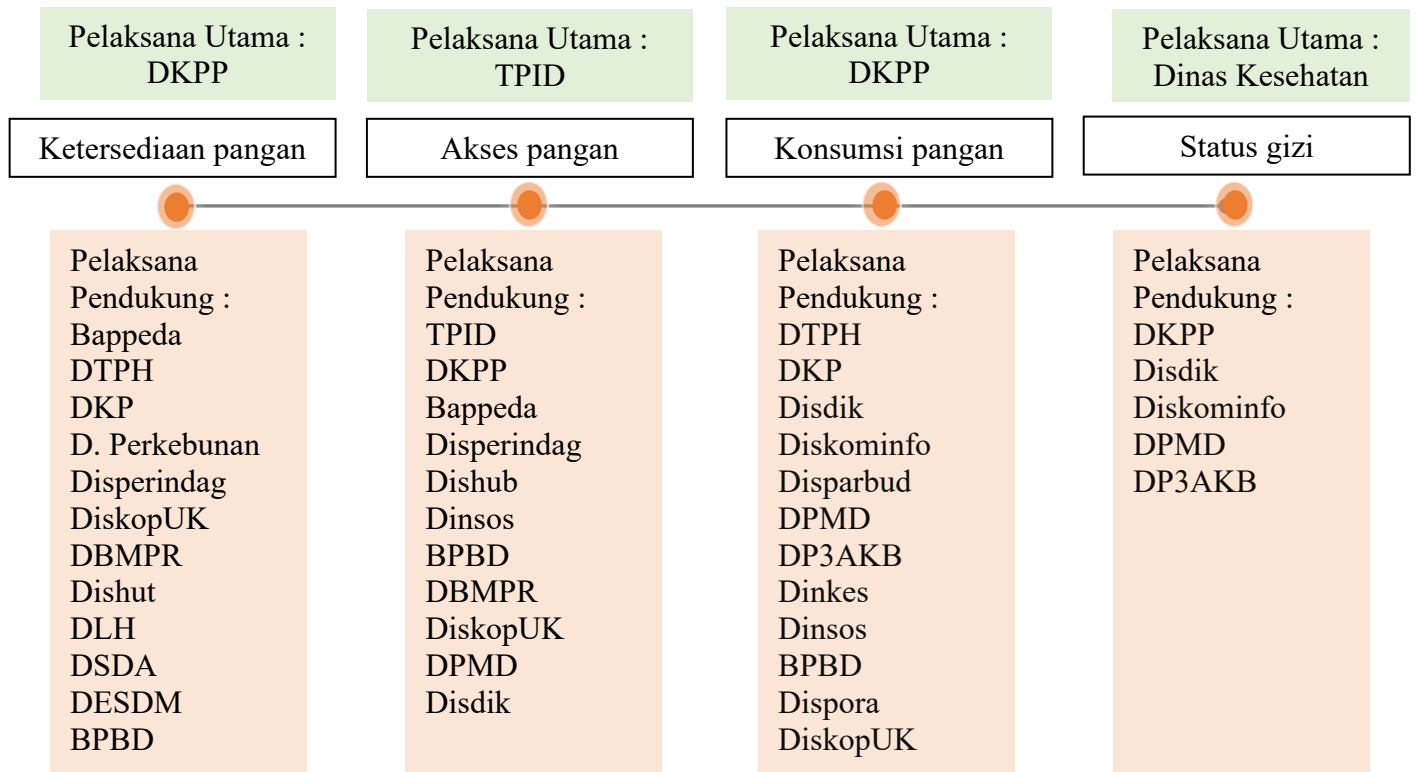 Pelaksana Utama :
DKPP
Pelaksana Utama :
TPID
Pelaksana Utama :
DKPP
Pelaksana Utama :
Dinas Kesehatan
Ketersediaan pangan
Akses pangan
Konsumsi pangan
Status gizi
Pelaksana
Pendukung :
Bappeda
DTPH
DKP
D. Perkebunan
Disperindag
DiskopUK
DBMPR
Dishut
DLH
DSDA
DESDM
BPBD
Pelaksana
Pendukung :
TPID
DKPP
Bappeda
Disperindag
Dishub
Dinsos
BPBD
DBMPR
DiskopUK
DPMD
Disdik
Pelaksana
Pendukung :
DTPH
DKP
Disdik
Diskominfo
Disparbud
DPMD
DP3AKB
Dinkes
Dinsos
BPBD
Dispora
DiskopUK
Pelaksana
Pendukung :
DKPP
Disdik
Diskominfo
DPMD
DP3AKB